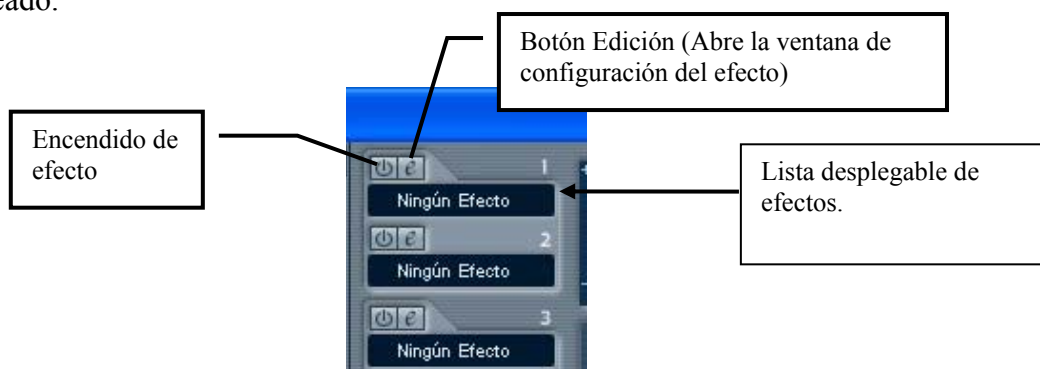 eado.
Botón Edición (Abre la ventana de
configuración del efecto)
Encendido de
efecto
Lista desplegable de
efectos.
e 1
Ningún Efecto
e 2
Ningún Efecto
e 3
Ningún Efecto